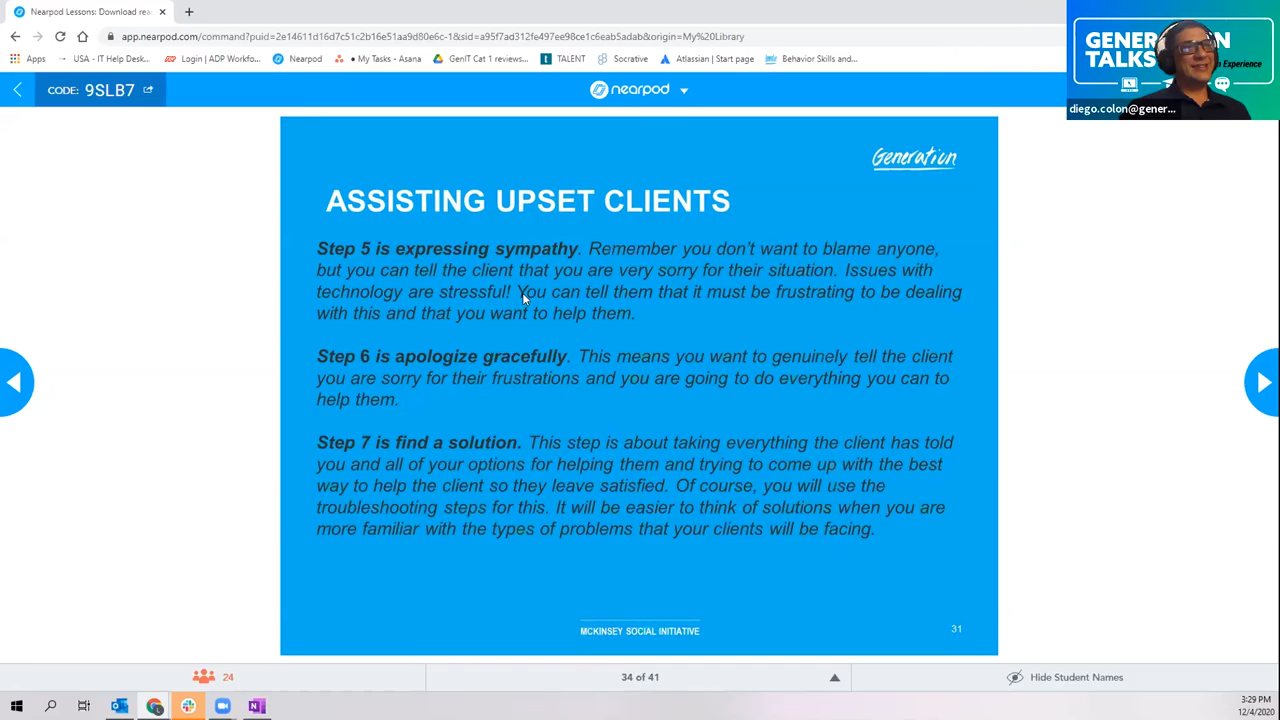 Nearpod Lessons: Download rea
app.nearpod.com/command?puid=2e14611d16d7c51c2b16e51aa9d80e6c-1&sid=a95f7ad312fe497ee98ce1c6eab5adab&origin=My%20Library
Apps
USA - IT Help Desk...
Login | ADP Workfo...
Nearpod
My Tasks - Asana
GenIT Cat 1 reviews...
TALENT
Socrative
Atlassian | Start page
Behavior Skills and...
TALKS
Experience
diego.colon@gener...
CODE: 9SLB7
nearpod
Generation
ASSISTING UPSET CLIENTS
Step 5 is expressing sympathy. Remember you don't want to blame anyone,
but you can tell the client that you are very sorry for their situation. Issues with
technology are stressful! You can tell them that it must be frustrating to be dealing
with this and that you want to help them.
Step 6 is apologize gracefully. This means you want to genuinely tell the client
you are sorry for their frustrations and you are going to do everything you can to
help them.
Step 7 is find a solution. This step is about taking everything the client has told
you and all of your options for helping them and trying to come up with the best
way to help the client so they leave satisfied. Of course, you will use the
troubleshooting steps for this. It will be easier to think of solutions when you are
more familiar with the types of problems that your clients will be facing.
MCKINSEY SOCIAL INITIATIVE
31
24
34 of 41
Hide Student Names
3:29 PM
12/4/2020